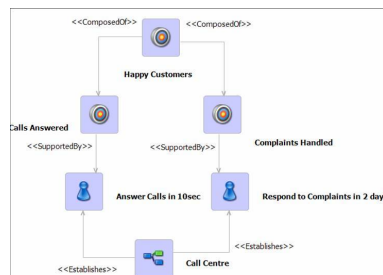 <<ComposedOf>>
<<ComposedOf>>
Happy Customers
Calls Answered
Complaints Handled
<<SupportedBy>>
<<SupportedBy>>
Answer Calls in 10sec
Respond to Complaints in 2 day
<<Establishes>>
Call Centre
<<Establishes>>